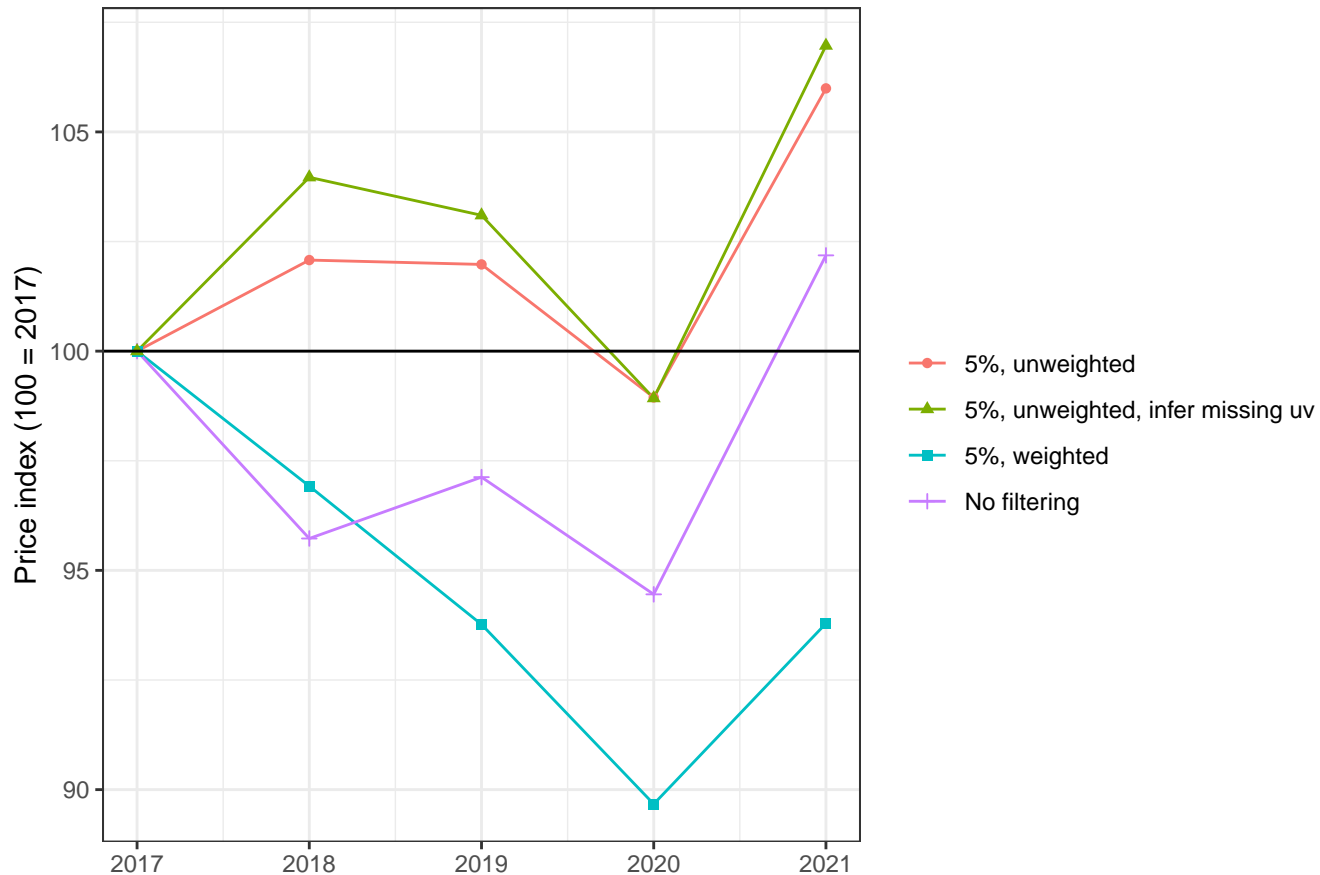 Price index (100 = 2017)
105
100
95
90
2017
2018
2019
2020
2021
5%, unweighted
5%, unweighted, infer missing uv
5%, weighted
No filtering